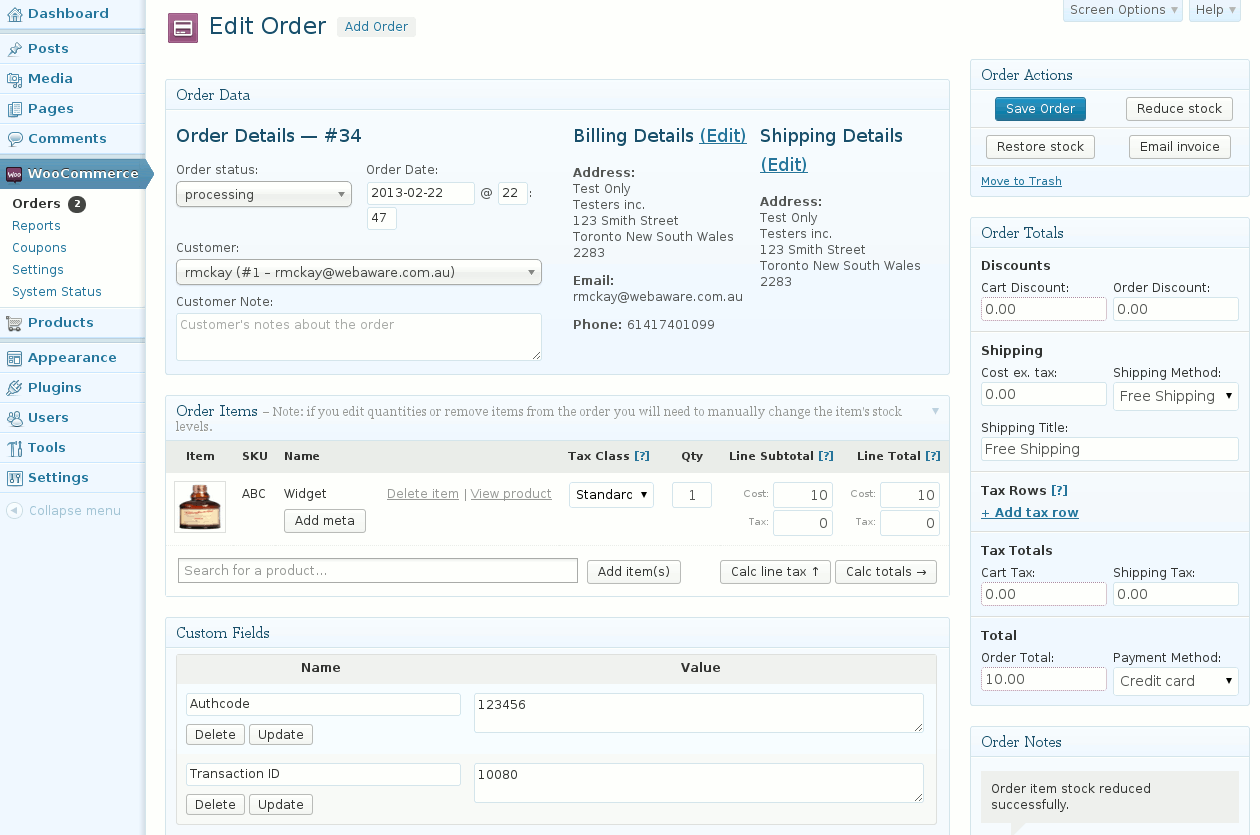 Dashboard
Posts
Media
Pages
Comments
Woo WooCommerce
Orders 2
Reports
Coupons
Settings
System Status
Products
Appearance
Plugins
Users
Tools
Settings
Collapse menu
Screen Options ▼ Help ▼
Edit Order Add Order
Order Data
Order Details — #34
Order status: Order Date:
processing 2013-02-22 @ 22 :
47
Customer:
rmckay (#1 – rmckay@webaware.com.au)
Customer Note:
Customer's notes about the order
Billing Details (Edit)
Address:
Test Only
Testers inc.
123 Smith Street
Toronto New South Wales
2283
Email:
rmckay@webaware.com.au
Phone: 61417401099
Shipping Details
(Edit)
Address:
Test Only
Testers inc.
123 Smith Street
Toronto New South Wales
2283
Order Items – Note: if you edit quantities or remove items from the order you will need to manually change the item's stock
levels.
Item SKU Name Tax Class [?] Qty Line Subtotal [?] Line Total [?]
ABC Widget Delete item | View product Standard 1 Cost: 10 Cost: 10
Add meta Tax: 0 Tax: 0
Search for a product… Add item(s) Calc line tax ↑ Calc totals →
Custom Fields
Name Value
Authcode 123456
Delete Update
Transaction ID 10080
Delete Update
Order Actions
Save Order Reduce stock
Restore stock Email invoice
Move to Trash
Order Totals
Discounts
Cart Discount: Order Discount:
0.00 0.00
Shipping
Cost ex. tax: Shipping Method:
0.00 Free Shipping
Shipping Title:
Free Shipping
Tax Rows [?]
+ Add tax row
Tax Totals
Cart Tax: Shipping Tax:
0.00 0.00
Total
Order Total: Payment Method:
10.00 Credit card
Order Notes
Order item stock reduced
successfully.